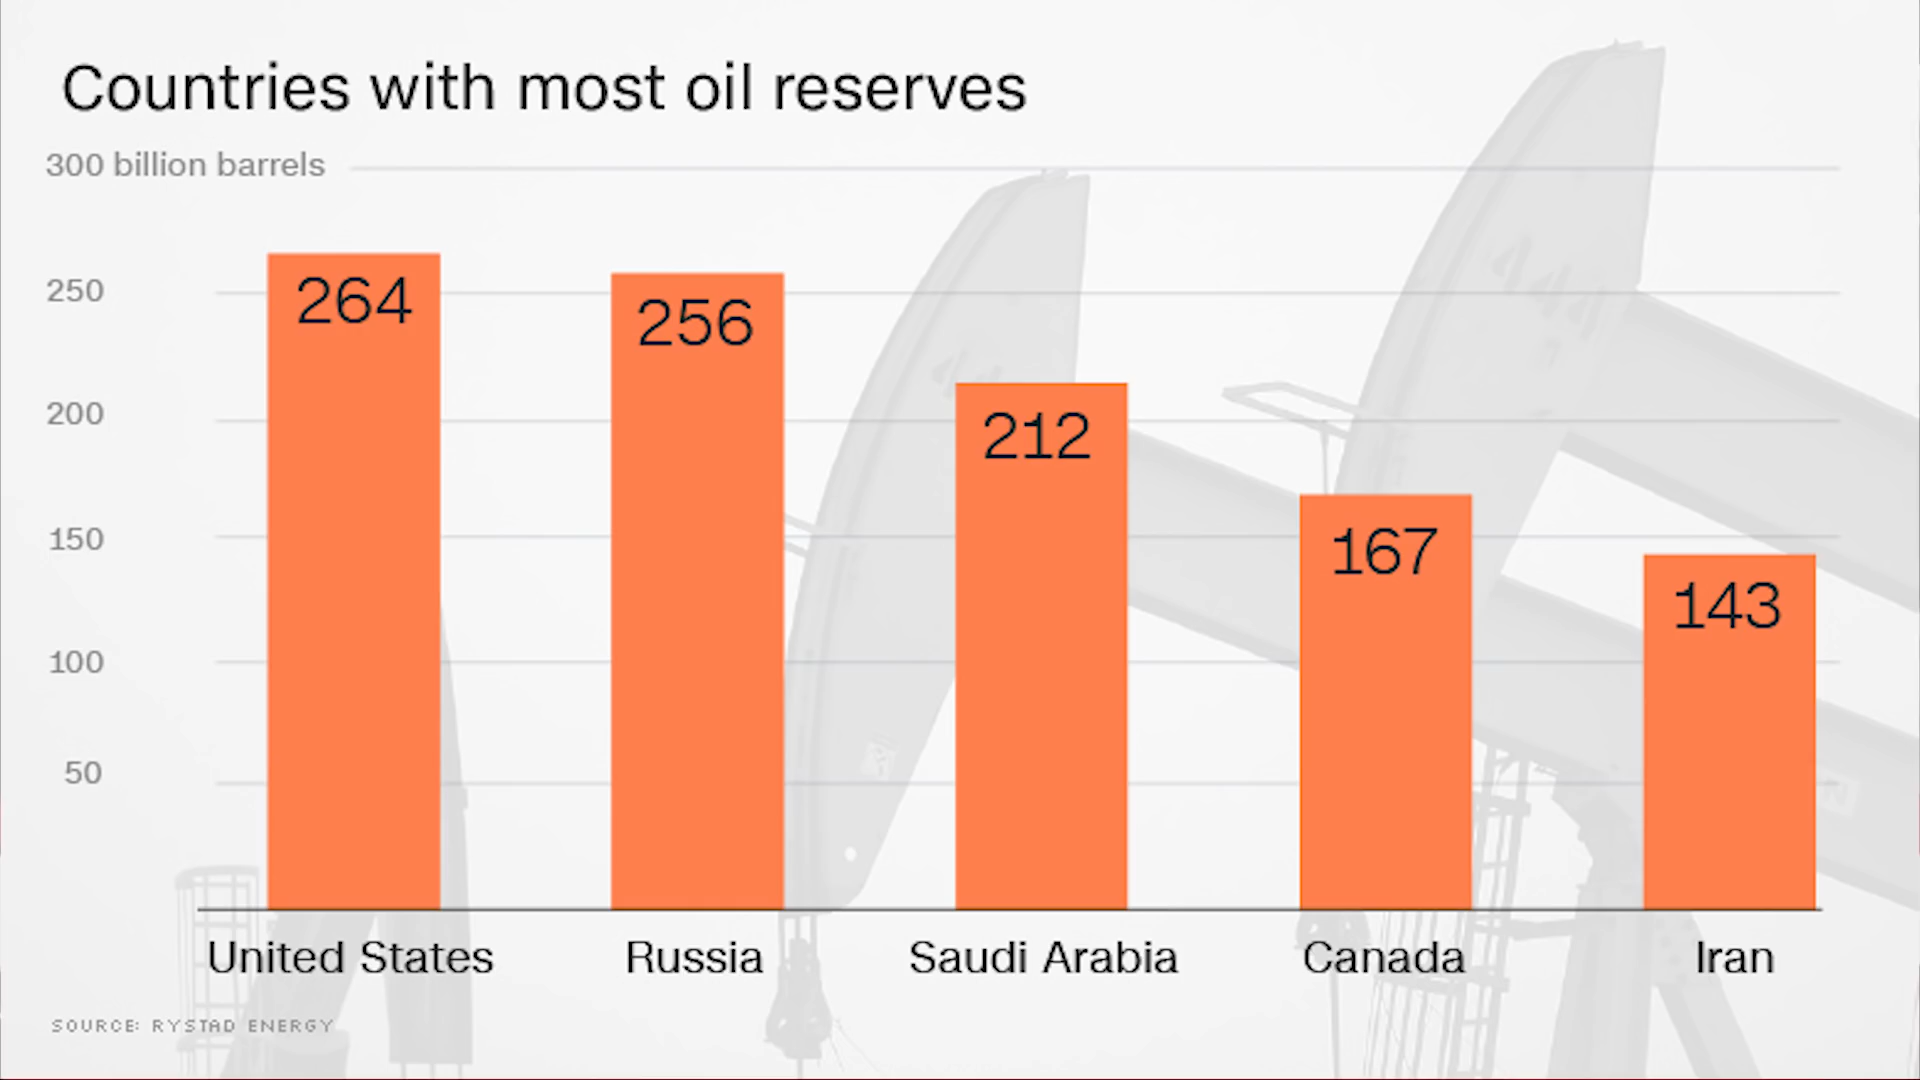 Countries with most oil reserves
300 billion barrels
250
200
150
100
50
264
256
212
167
143
United States
Russia
Saudi Arabia
Canada
Iran
SOURCE: RYSTAD ENERGY